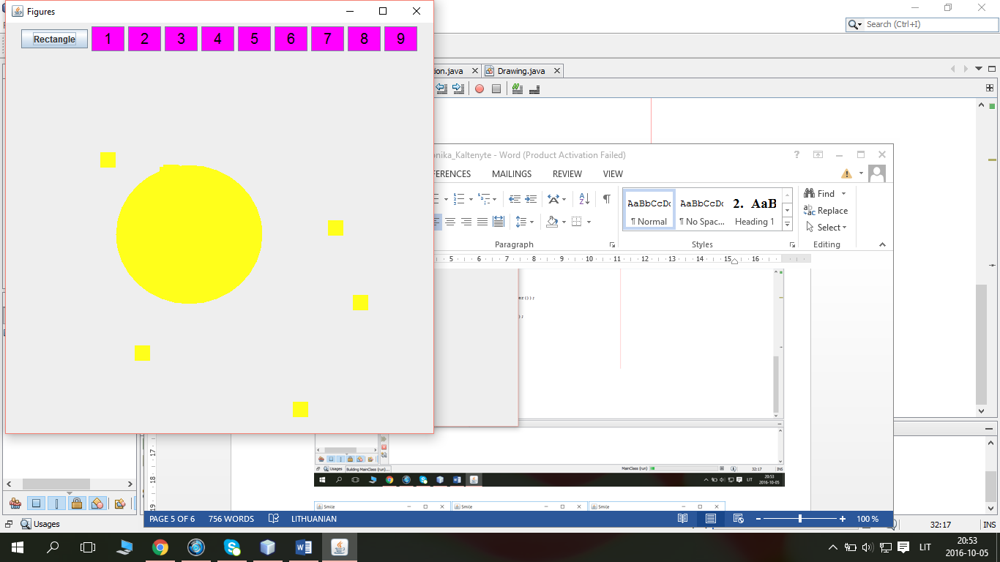 Figures
Rectangle 1 2 3 4 5 6 7 8 9
Search (Ctrl+I)
ion.java Drawing.java
nika_Kaltenyte - Word (Product Activation Failed)
FERENCES MAILINGS REVIEW VIEW
AaBbCcDc AaBbCcDc 2. AaB
¶ Normal ¶ No Spac... Heading 1
Find
Replace
Select
Paragraph Styles Editing
5 6 7 8 9 10 11 12 13 14 15 16
er());
);
17
18
19
Usages Building MainClass (run)... MainClass (run) 32:17 INS
LIT 20:53
2016-10-05
Smile Smile Smile
PAGE 5 OF 6 756 WORDS LITHUANIAN 100 %
Usages 32:17 INS
LIT 20:53
2016-10-05